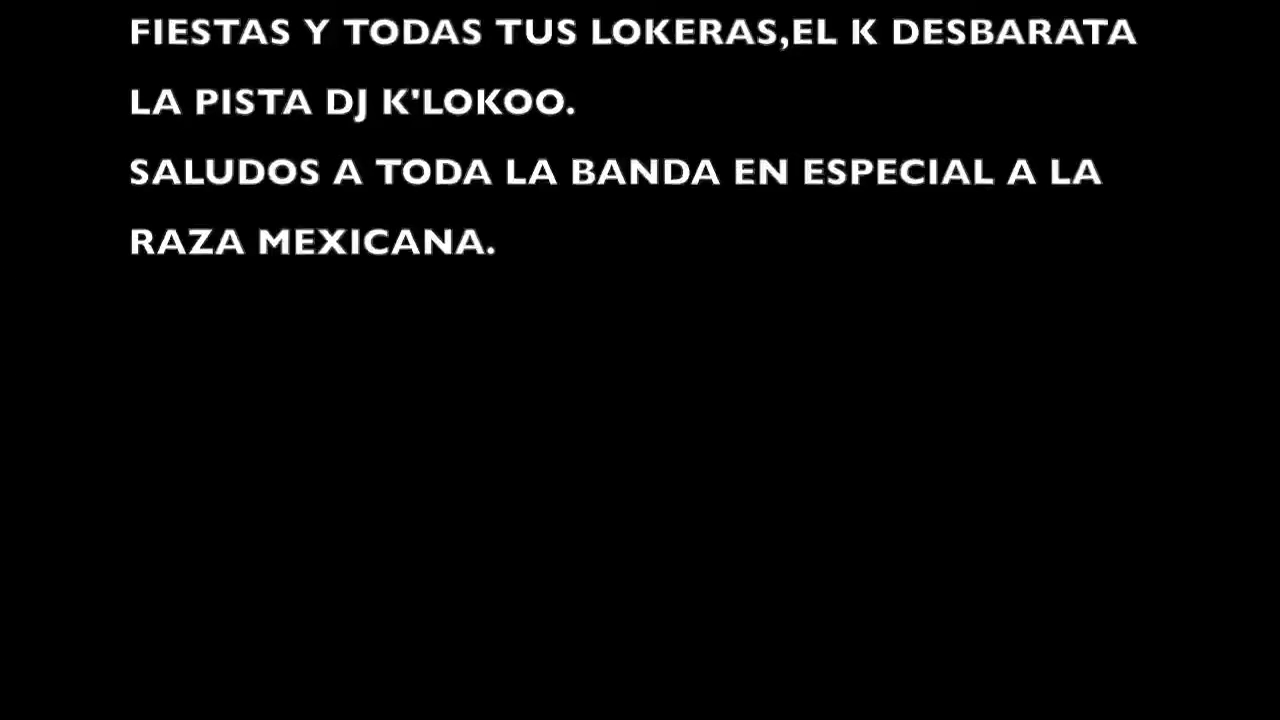 FIESTAS Y TODAS TUS LOKERAS,EL K DESBARATA
LA PISTA DJ K'LOKOO.
SALUDOS A TODA LA BANDA EN ESPECIAL A LA
RAZA MEXICANA.